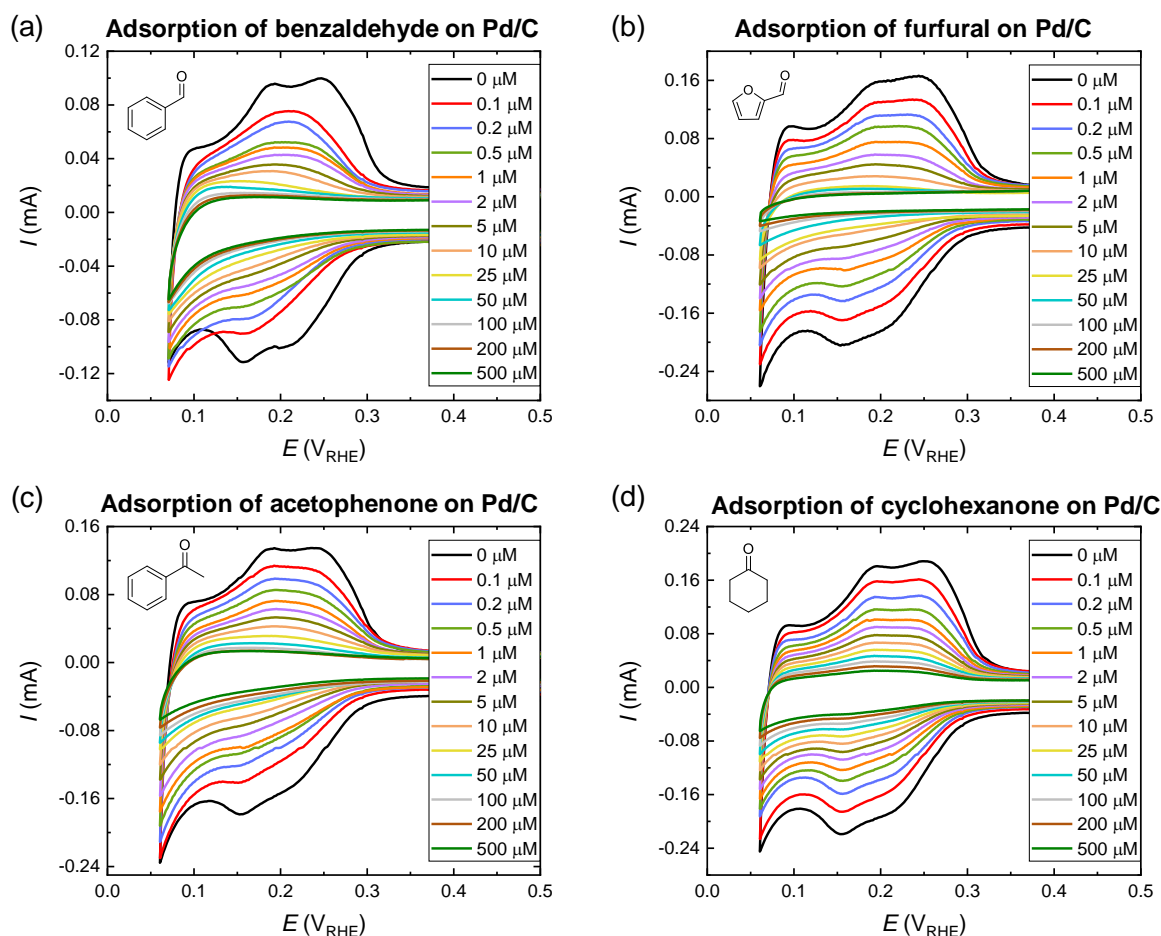 (a)
Adsorption of benzaldehyde on Pd/C
0.12
0.08
0.04
0.00
-0.04
-0.08
-0.12
I (mA)
O
0 μM
0.1 μM
0.2 μM
0.5 μM
1 μM
2 μM
5 μM
10 μM
25 μM
50 μM
100 μM
200 μM
500 μM
0.0 0.1 0.2 0.3 0.4 0.5
E (V_RHE)
(b)
Adsorption of furfural on Pd/C
0.16
0.08
0.00
-0.08
-0.16
-0.24
I (mA)
O
O
0 μM
0.1 μM
0.2 μM
0.5 μM
1 μM
2 μM
5 μM
10 μM
25 μM
50 μM
100 μM
200 μM
500 μM
0.0 0.1 0.2 0.3 0.4 0.5
E (V_RHE)
(c)
Adsorption of acetophenone on Pd/C
0.16
0.08
0.00
-0.08
-0.16
-0.24
I (mA)
O
0 μM
0.1 μM
0.2 μM
0.5 μM
1 μM
2 μM
5 μM
10 μM
25 μM
50 μM
100 μM
200 μM
500 μM
0.0 0.1 0.2 0.3 0.4 0.5
E (V_RHE)
(d)
Adsorption of cyclohexanone on Pd/C
0.24
0.16
0.08
0.00
-0.08
-0.16
-0.24
I (mA)
O
0 μM
0.1 μM
0.2 μM
0.5 μM
1 μM
2 μM
5 μM
10 μM
25 μM
50 μM
100 μM
200 μM
500 μM
0.0 0.1 0.2 0.3 0.4 0.5
E (V_RHE)